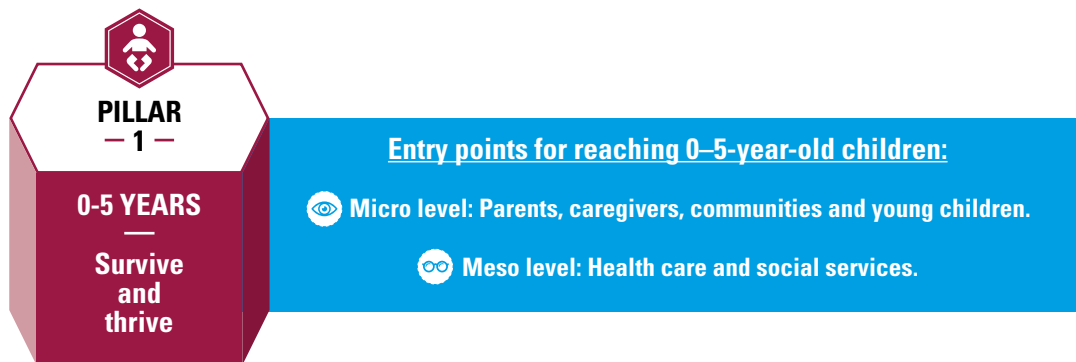 PILLAR
— 1 —
0-5 YEARS
Survive
and
thrive
Entry points for reaching 0–5-year-old children:
Micro level: Parents, caregivers, communities and young children.
Meso level: Health care and social services.